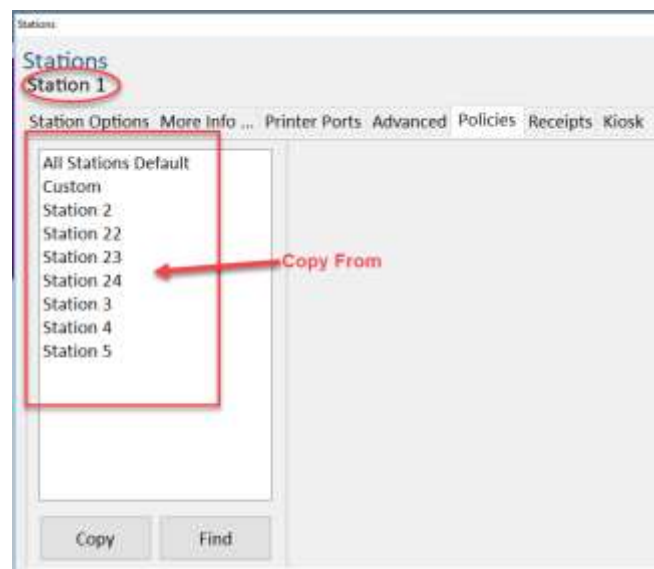 Stations
Stations
Station 1
Station Options More Info ... Printer Ports Advanced Policies Receipts Kiosk
All Stations Default
Custom
Station 2
Station 22
Station 23
Station 24
Station 3
Station 4
Station 5
Copy From
Copy Find